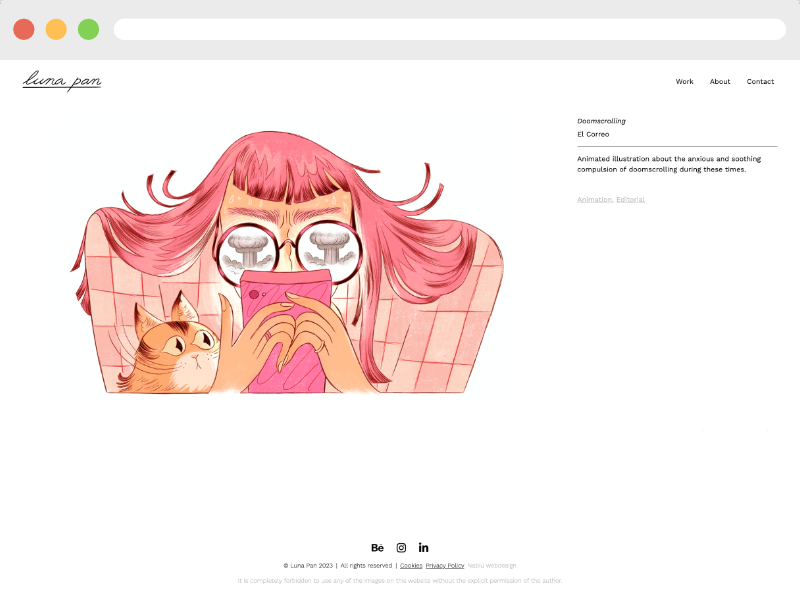 luna pan
Work About Contact
Doomscrolling
El Correo
Animated illustration about the anxious and soothing
compulsion of doomscrolling during these times.
Animation, Editorial
Bē
in
© Luna Pan 2023 | All rights reserved | Cookies Privacy Policy Nabiu Webdesign
It is completely forbidden to use any of the images on this website without the explicit permission of the author.